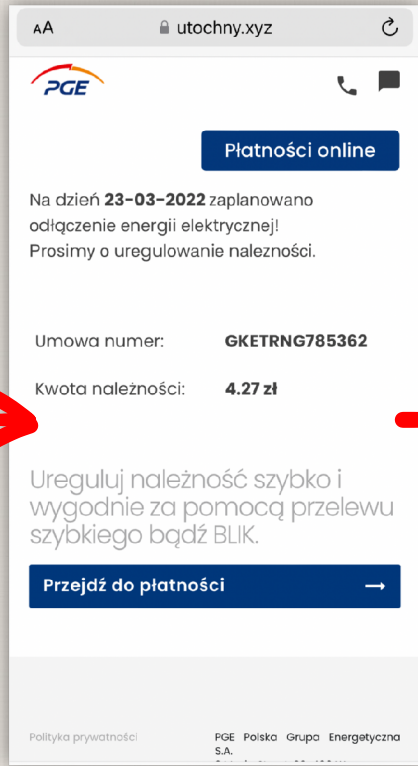 AA utochny.xyz
PGE
Płatności online
Na dzień 23-03-2022 zaplanowano
odłączenie energii elektrycznej!
Prosimy o uregulowanie nalezności.
Umowa numer: GKETRNG785362
Kwota należności: 4.27 zł
Ureguluj należność szybko i
wygodnie za pomocą przelewu
szybkiego bądź BLIK.
Przejdź do płatności →
Polityka prywatności
PGE Polska Grupa Energetyczna
S.A.